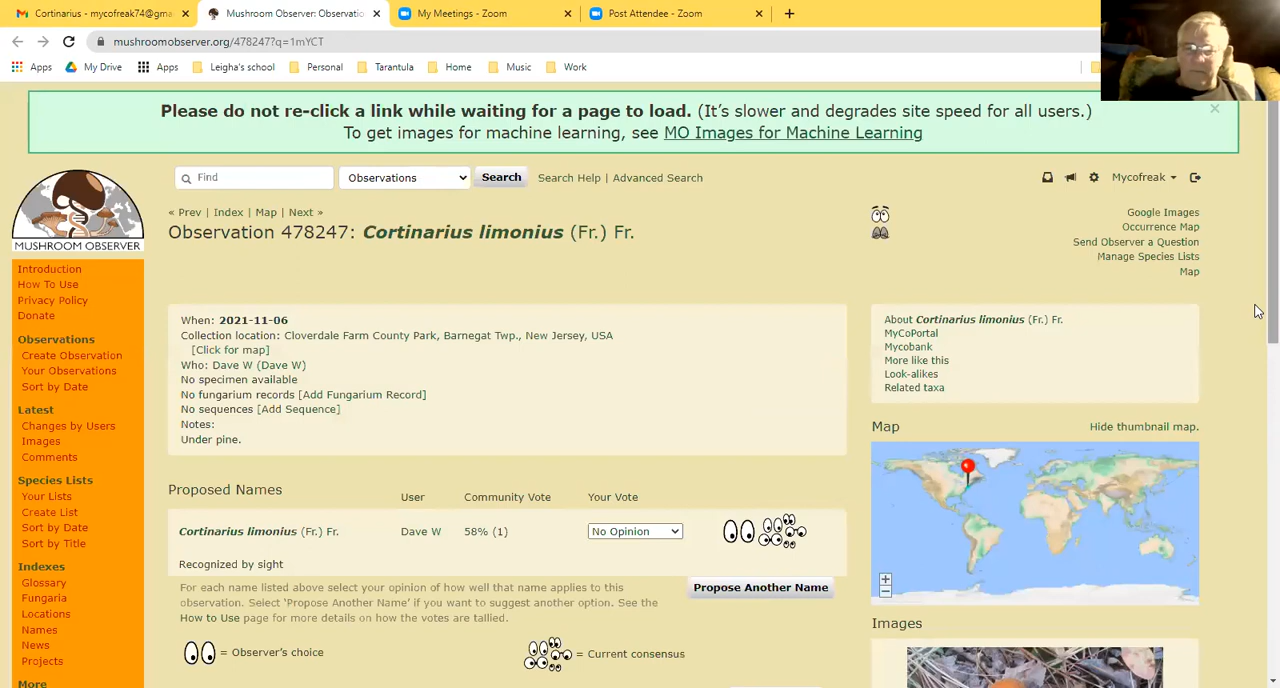 Cortinarius - mycofreak74@gma
Mushroom Observer: Observatio
My Meetings - Zoom
Post Attendee - Zoom
mushroomobserver.org/478247?q=1mYCT
Apps
My Drive
Apps
Leigha's school
Personal
Tarantula
Home
Music
Work
Please do not re-click a link while waiting for a page to load. (It's slower and degrades site speed for all users.)
To get images for machine learning, see MO Images for Machine Learning
MUSHROOM OBSERVER
Find
Observations
Search
Search Help | Advanced Search
Mycofreak
« Prev | Index | Map | Next »
Observation 478247: Cortinarius limonius (Fr.) Fr.
Google Images
Occurrence Map
Send Observer a Question
Manage Species Lists
Map
Introduction
How To Use
Privacy Policy
Donate
Observations
Create Observation
Your Observations
Sort by Date
Latest
Changes by Users
Images
Comments
Species Lists
Your Lists
Create List
Sort by Date
Sort by Title
Indexes
Glossary
Fungaria
Locations
Names
News
Projects
More
When: 2021-11-06
Collection location: Cloverdale Farm County Park, Barnegat Twp., New Jersey, USA
[Click for map]
Who: Dave W (Dave W)
No specimen available
No fungarium records [Add Fungarium Record]
No sequences [Add Sequence]
Notes:
Under pine.
About Cortinarius limonius (Fr.) Fr.
MyCoPortal
Mycobank
More like this
Look-alikes
Related taxa
Map
Hide thumbnail map.
Proposed Names
User
Community Vote
Your Vote
Cortinarius limonius (Fr.) Fr.
Dave W
58% (1)
No Opinion
Recognized by sight
For each name listed above select your opinion of how well that name applies to this
observation. Select 'Propose Another Name' if you want to suggest another option. See the
How to Use page for more details on how the votes are tallied.
Propose Another Name
= Observer's choice
= Current consensus
Images